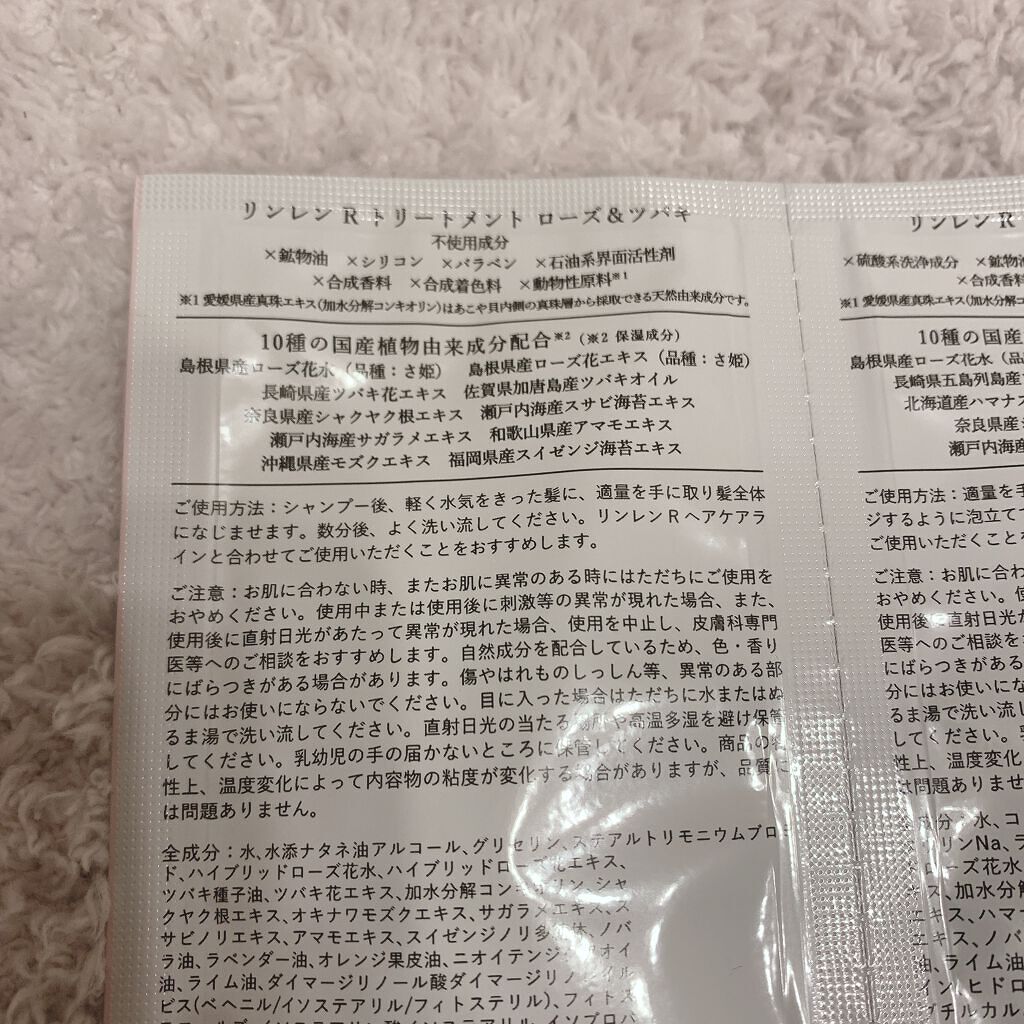 リンレン R トリートメント ローズ＆ツバキ
不使用成分
×鉱物油 ×シリコン ×パラベン ×石油系界面活性剤
×合成香料 ×合成着色料 ×動物性原料※1
※1 愛媛県産真珠エキス(加水分解コンキオリン)はあこや貝内側の真珠層から採取できる天然由来成分です。
10種の国産植物由来成分配合※2（※2 保湿成分）
島根県産ローズ花水（品種：さ姫） 島根県産ローズ花エキス（品種：さ姫）
長崎県産ツバキ花エキス 佐賀県加唐島産ツバキオイル
奈良県産シャクヤク根エキス 瀬戸内海産スサビ海苔エキス
瀬戸内海産サガラメエキス 和歌山県産アマモエキス
沖縄県産モズクエキス 福岡県産スイゼンジ海苔エキス
ご使用方法：シャンプー後、軽く水気をきった髪に、適量を手に取り髪全体
になじませます。数分後、よく洗い流してください。リンレンRヘアケアラ
インと合わせてご使用いただくことをおすすめします。
ご注意：お肌に合わない時、またお肌に異常のある時にはただちにご使用を
おやめください。使用中または使用後に刺激等の異常が現れた場合、また、
使用後に直射日光があたって異常が現れた場合、使用を中止し、皮膚科専門
医等へのご相談をおすすめします。自然成分を配合しているため、色・香り
にばらつきがある場合があります。傷やはれものしっしん等、異常のある部
分にはお使いにならないでください。目に入った場合はただちに水またはぬ
るま湯で洗い流してください。直射日光の当たる場所や高温多湿を避け保管
してください。乳幼児の手の届かないところに保管してください。商品の特
性上、温度変化によって内容物の粘度が変化する場合がありますが、品質に
は問題ありません。
全成分：水、水添ナタネ油アルコール、グリセリン、ステアルトリモニウムブロミ
ド、ハイブリッドローズ花水、ハイブリッドローズ花エキス、
ツバキ種子油、ツバキ花エキス、加水分解コンキオリン、シャ
クヤク根エキス、オキナワモズクエキス、サガラメエキス、ス
サビノリエキス、アマモエキス、スイゼンジノリ多糖体、ノバ
ラ油、ラベンダー油、オレンジ果皮油、ニオイテンジクアオイ
油、ライム油、ダイマージリノール酸ダイマージリノレイル
ビス(ベヘニル/イソステアリル/フィトステリル)、フィトス
リンレン R
×硫酸系洗浄成分 ×鉱物
×合成香料
※1 愛媛県産真珠エキス(加水分解コン
10種の国産
島根県産ローズ花水（品
長崎県五島列島産
北海道産ハマナス
奈良県産
瀬戸内海
ご使用方法：適量を手
ジするように泡立てて
ご使用いただくことを
ご注意：お肌に合わ
おやめください。使
使用後に直射日光が
医等へのご相談を
にばらつきがある
分にはお使いにな
るま湯で洗い流し
してください。乳
性上、温度変化
は問題ありませ
全成分：水、コ
リンNa、ラ
ローズ花水
キス、加水分解
エキス、ハマ
エキス、ノバ
油、ライム油
イン、ヒドロ
ブチルカル